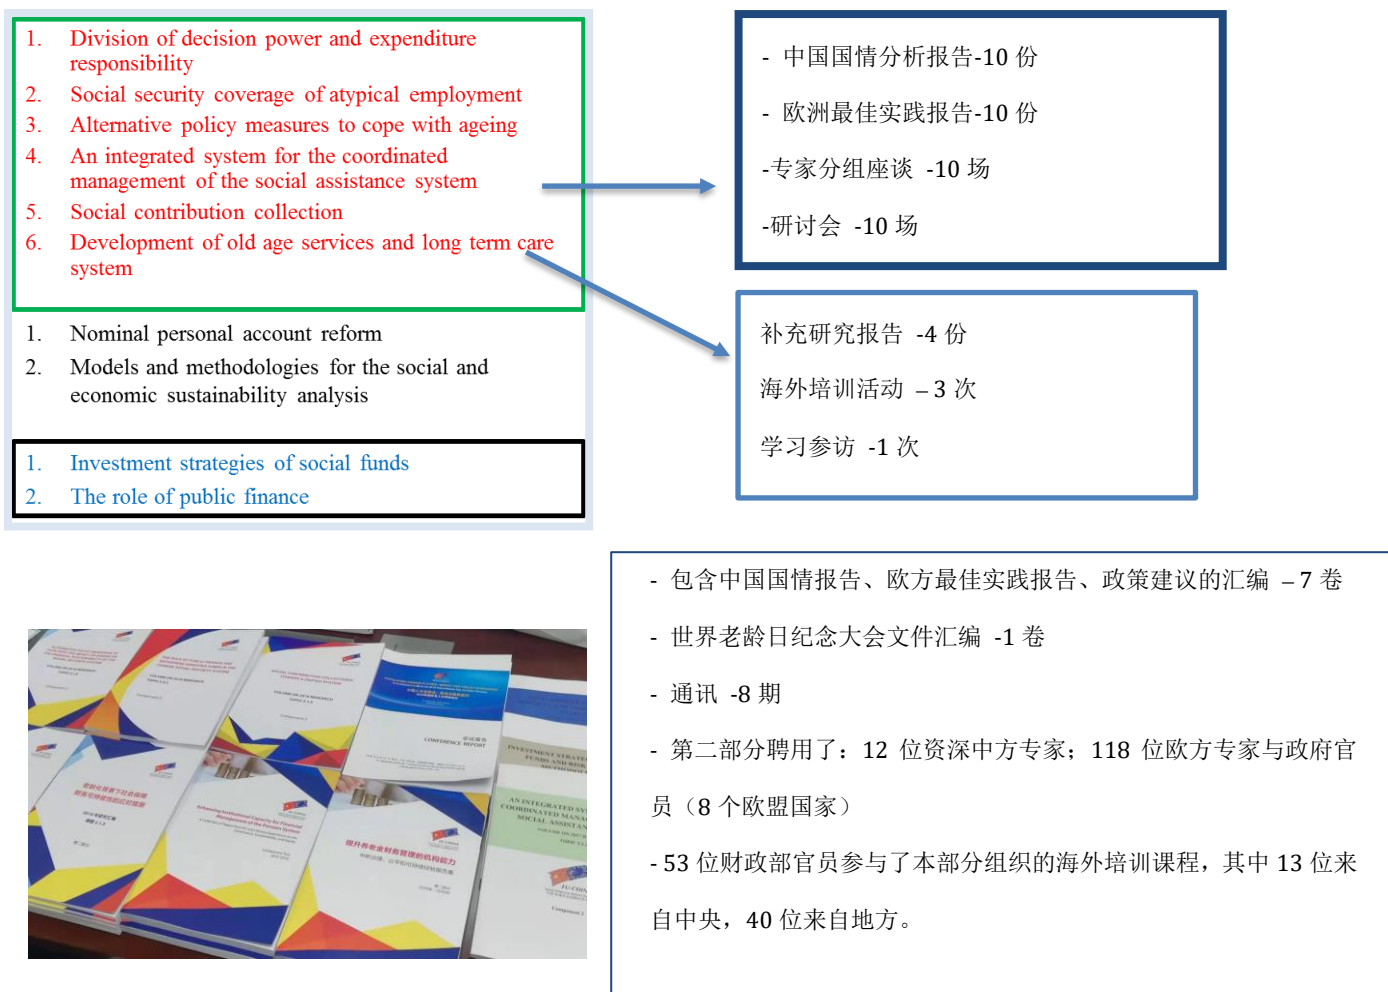 1. Division of decision power and expenditure
responsibility
2. Social security coverage of atypical employment
3. Alternative policy measures to cope with ageing
4. An integrated system for the coordinated
management of the social assistance system
5. Social contribution collection
6. Development of old age services and long term care
system
1. Nominal personal account reform
2. Models and methodologies for the social and
economic sustainability analysis
1. Investment strategies of social funds
2. The role of public finance
- 中国国情分析报告-10 份
- 欧洲最佳实践报告-10 份
-专家分组座谈 -10 场
-研讨会 -10 场
补充研究报告 -4 份
海外培训活动 – 3 次
学习参访 -1 次
- 包含中国国情报告、欧方最佳实践报告、政策建议的汇编 – 7 卷
- 世界老龄日纪念大会文件汇编 -1 卷
- 通讯 -8 期
- 第二部分聘用了：12 位资深中方专家；118 位欧方专家与政府官
员（8 个欧盟国家）
- 53 位财政部官员参与了本部分组织的海外培训课程，其中 13 位来
自中央，40 位来自地方。
CONFERENCE REPORT
INVESTMENT STRATE
AN INTEGRATED SYS
COORDINATED MANA
SOCIAL ASSISTAN
Enhancing Institutional Capacity for Financial
Management of the Pension System
提升养老金财务管理的机构能力